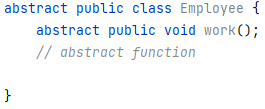 abstract public class Employee {
    abstract public void work();
    // abstract function
}